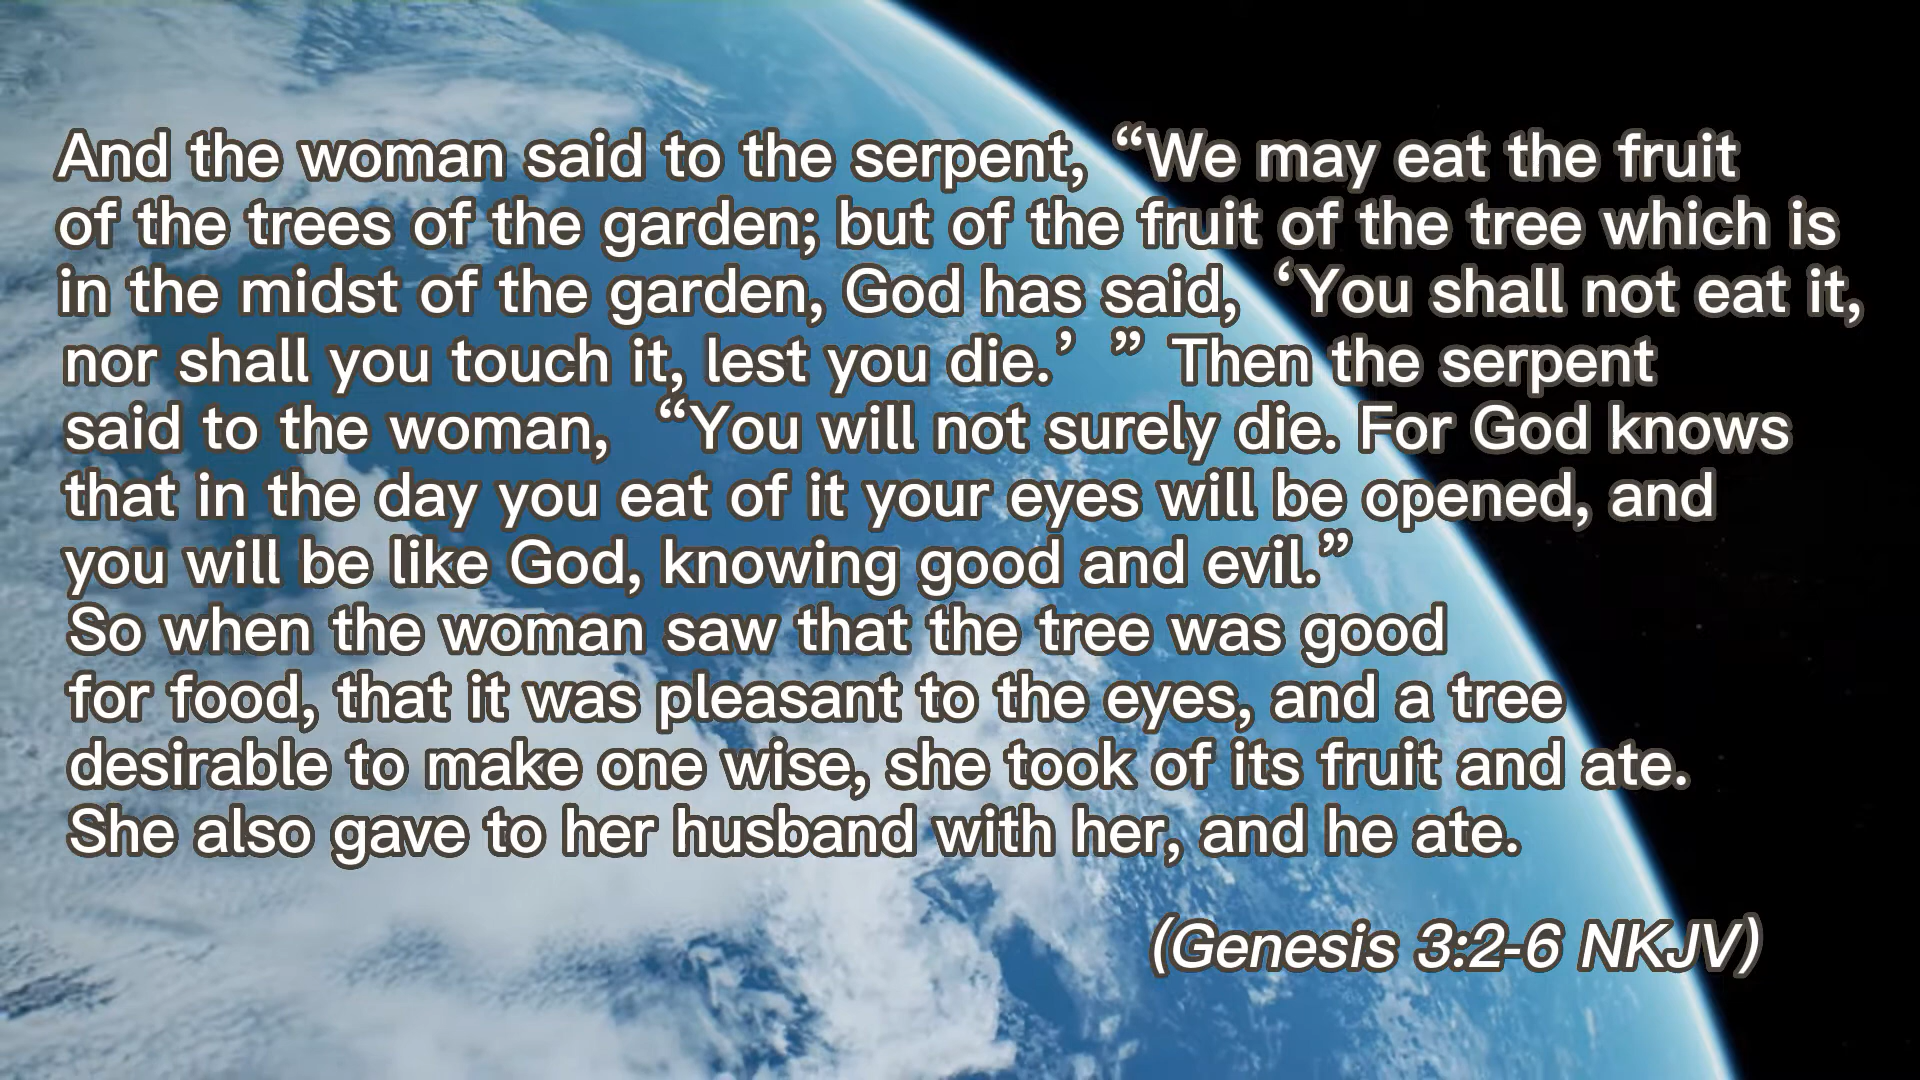 And the woman said to the serpent, “We may eat the fruit
of the trees of the garden; but of the fruit of the tree which is
in the midst of the garden, God has said, ‘You shall not eat it,
nor shall you touch it, lest you die.’ ” Then the serpent
said to the woman, “You will not surely die. For God knows
that in the day you eat of it your eyes will be opened, and
you will be like God, knowing good and evil.”
So when the woman saw that the tree was good
for food, that it was pleasant to the eyes, and a tree
desirable to make one wise, she took of its fruit and ate.
She also gave to her husband with her, and he ate.
(Genesis 3:2-6 NKJV)